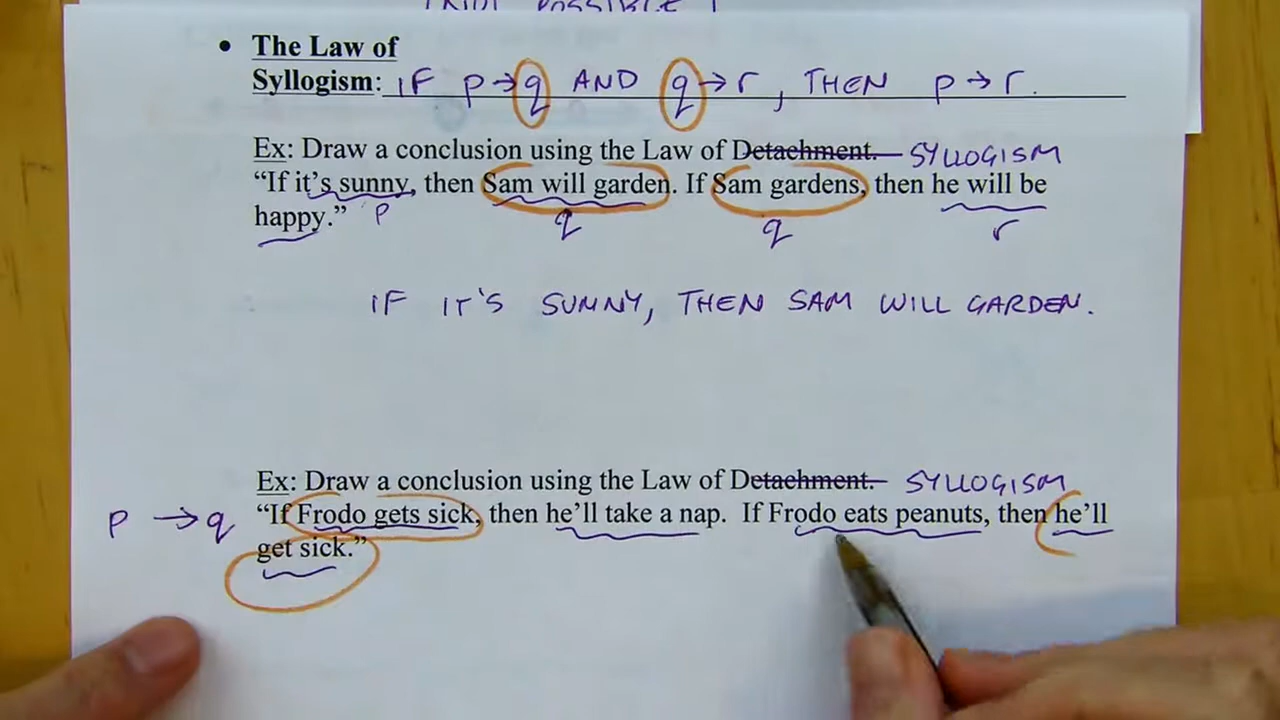 • The Law of
Syllogism: IF p→q AND q→r, THEN p→r.
Ex: Draw a conclusion using the Law of Detachment. SYLLOGISM
“If it’s sunny, then Sam will garden. If Sam gardens, then he will be
happy.” p q q r
IF IT'S SUNNY, THEN SAM WILL GARDEN.
Ex: Draw a conclusion using the Law of Detachment. SYLLOGISM
p → q “If Frodo gets sick, then he’ll take a nap. If Frodo eats peanuts, then he’ll
get sick.”